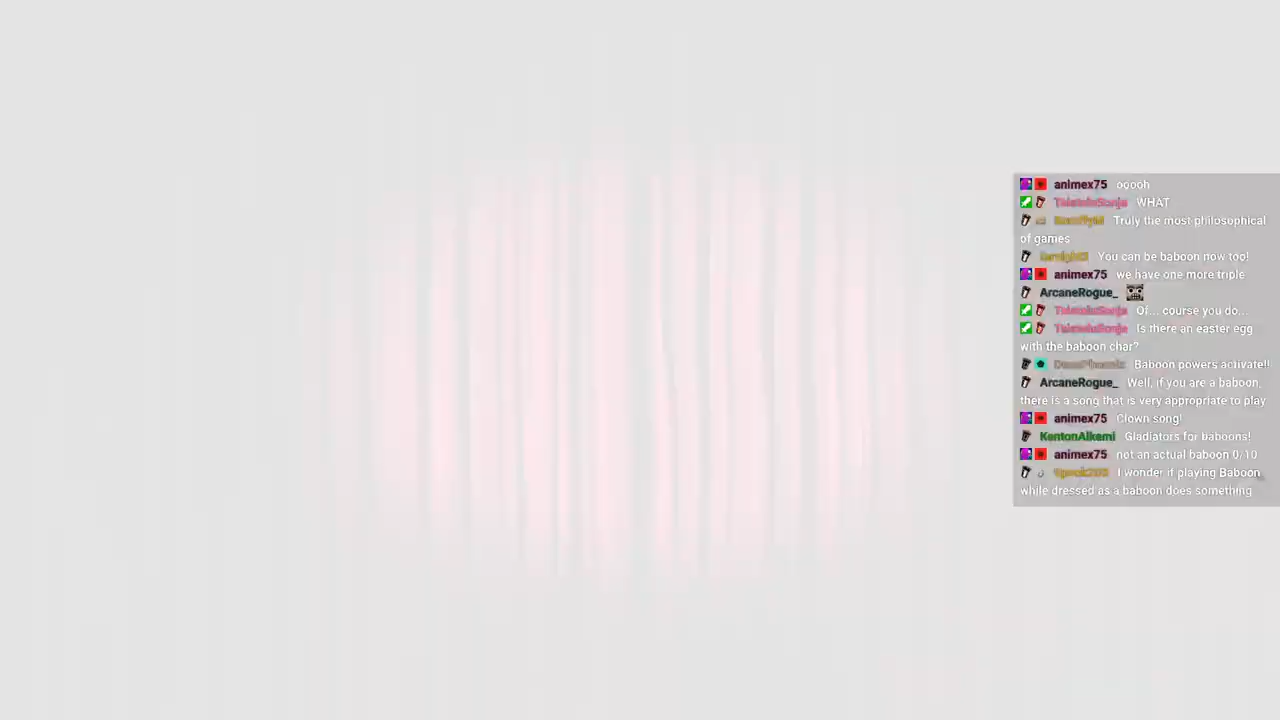 animex75 ooooh
WHAT
Truly the most philosophical
of games
You can be baboon now too!
animex75 we have one more triple
ArcaneRogue_
Of... course you do...
Is there an easter egg
with the baboon char?
Baboon powers activate!!
ArcaneRogue_ Well, if you are a baboon,
there is a song that is very appropriate to play
animex75 Clown song!
KentonAlkemi Gladiators for baboons!
animex75 not an actual baboon 0/10
I wonder if playing Baboon
while dressed as a baboon does something